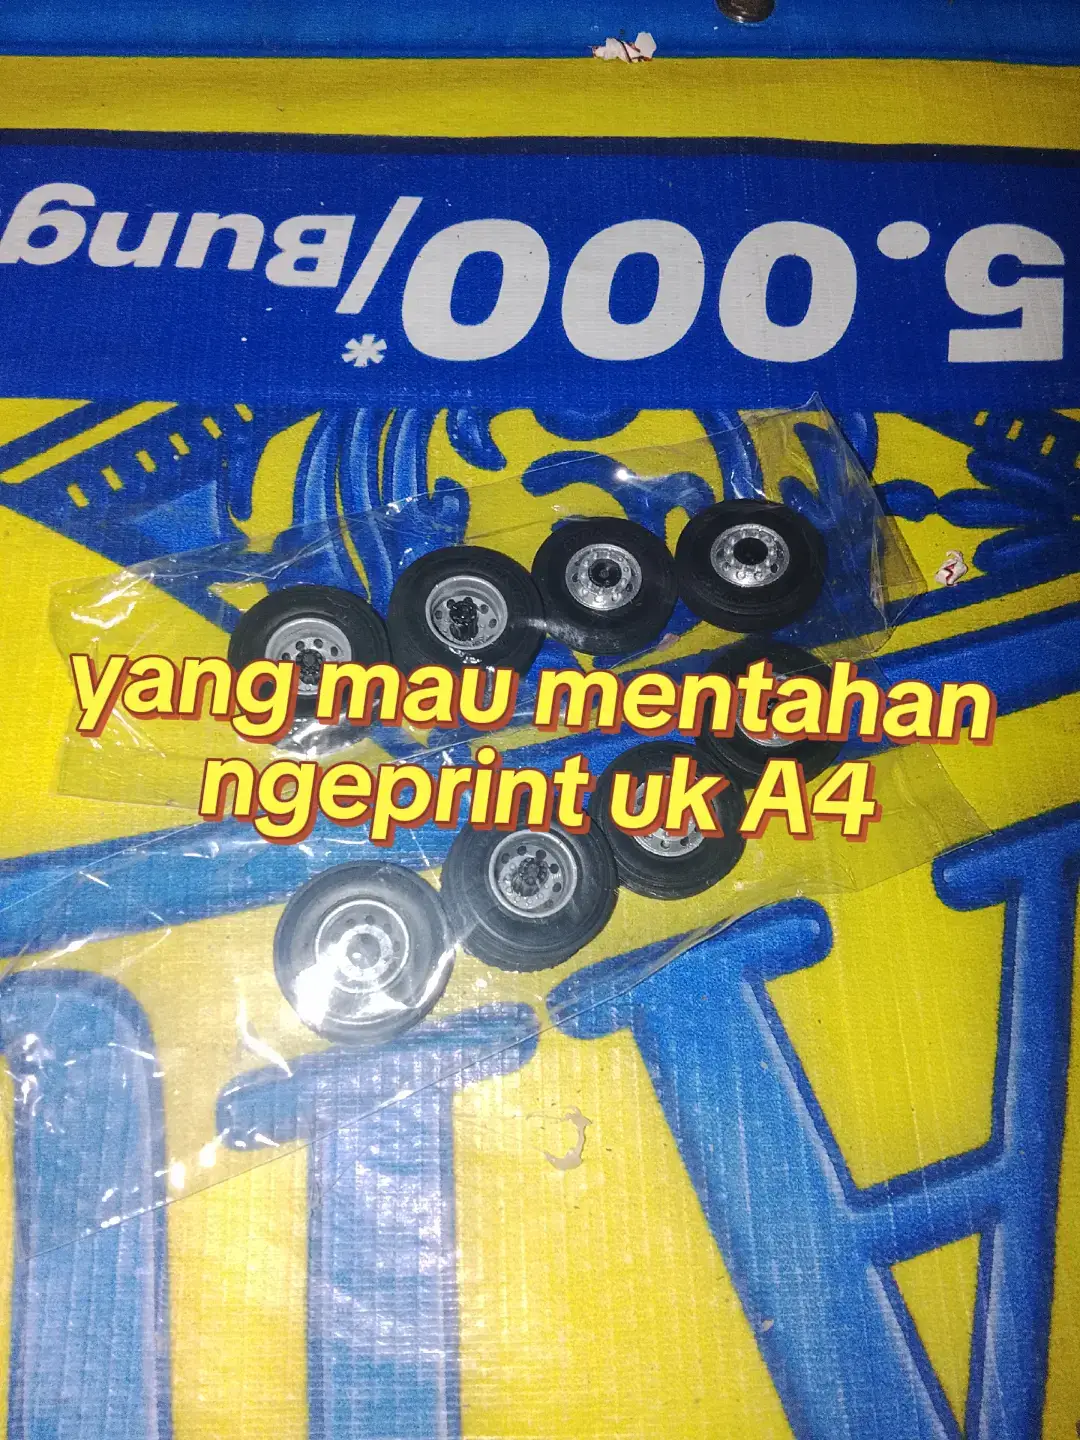 5.000/Bung
*
yang mau mentahan
ngeprint uk A4